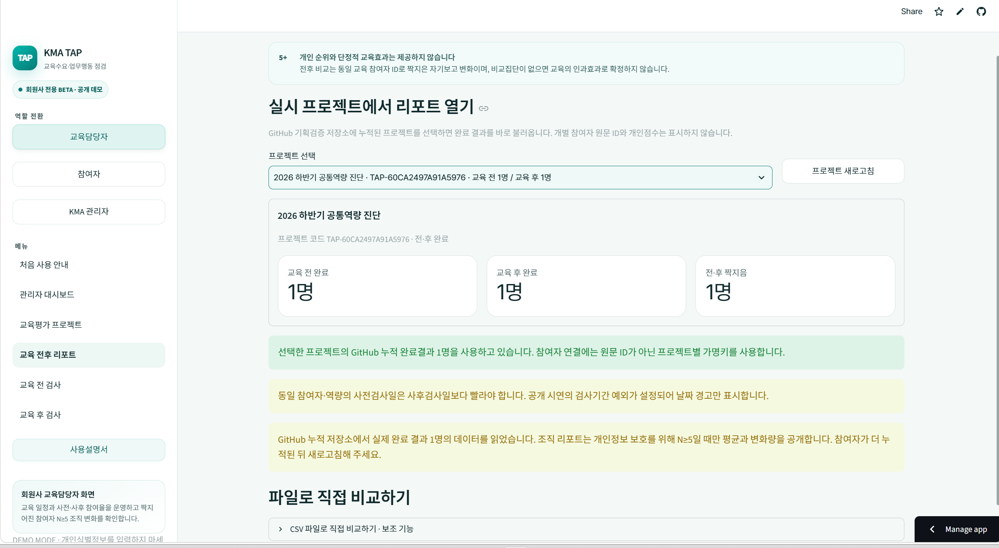 Share
TAP
KMA TAP
교육수요·업무행동 점검
회원사 전용 BETA · 공개 데모
역할 전환
교육담당자
참여자
KMA 관리자
메뉴
처음 사용 안내
관리자 대시보드
교육평가 프로젝트
교육 전후 리포트
교육 전 검사
교육 후 검사
사용설명서
회원사 교육담당자 화면
교육 일정과 사전·사후 참여율을 운영하고 짝지
어진 참여자 N≥5 조직 변화를 확인합니다.
DEMO MODE · 개인식별정보를 입력하지 마세
5+
개인 순위와 단정적 교육효과는 제공하지 않습니다
전후 비교는 동일 교육 참여자 ID로 짝지은 자기보고 변화이며, 비교집단이 없으면 교육의 인과효과로 확정하지 않습니다.
실시 프로젝트에서 리포트 열기
GitHub 기획검증 저장소에 누적된 프로젝트를 선택하면 완료 결과를 바로 불러옵니다. 개별 참여자 원문 ID와 개인점수는 표시하지 않습니다.
프로젝트 선택
2026 하반기 공통역량 진단 · TAP-60CA2497A91A5976 · 교육 전 1명 / 교육 후 1명
프로젝트 새로고침
2026 하반기 공통역량 진단
프로젝트 코드 TAP-60CA2497A91A5976 · 전·후 완료
교육 전 완료
1명
교육 후 완료
1명
전·후 짝지음
1명
선택한 프로젝트의 GitHub 누적 완료결과 1명을 사용하고 있습니다. 참여자 연결에는 원문 ID가 아닌 프로젝트별 가명키를 사용합니다.
동일 참여자·역량의 사전검사일은 사후검사일보다 빨라야 합니다. 공개 시연의 검사기간 예외가 설정되어 날짜 경고만 표시합니다.
GitHub 누적 저장소에서 실제 완료 결과 1명의 데이터를 읽었습니다. 조직 리포트는 개인정보 보호를 위해 N≥5일 때만 평균과 변화량을 공개합니다. 참여자가 더 누
적된 뒤 새로고침해 주세요.
파일로 직접 비교하기
CSV 파일로 직접 비교하기 · 보조 기능
Manage app